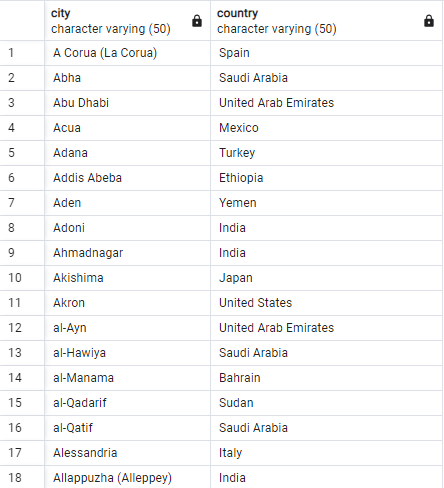 city country
character varying (50) character varying (50)
1 A Corua (La Corua) Spain
2 Abha Saudi Arabia
3 Abu Dhabi United Arab Emirates
4 Acua Mexico
5 Adana Turkey
6 Addis Abeba Ethiopia
7 Aden Yemen
8 Adoni India
9 Ahmadnagar India
10 Akishima Japan
11 Akron United States
12 al-Ayn United Arab Emirates
13 al-Hawiya Saudi Arabia
14 al-Manama Bahrain
15 al-Qadarif Sudan
16 al-Qatif Saudi Arabia
17 Alessandria Italy
18 Allappuzha (Alleppey) India